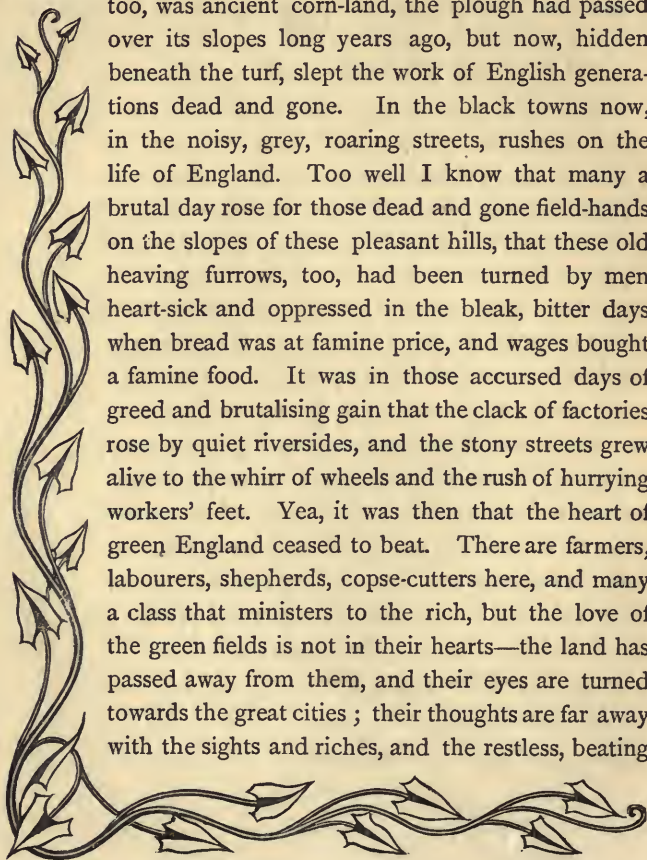 too, was ancient corn-land, the plough had passed
over its slopes long years ago, but now, hidden
beneath the turf, slept the work of English genera-
tions dead and gone. In the black towns now,
in the noisy, grey, roaring streets, rushes on the
life of England. Too well I know that many a
brutal day rose for those dead and gone field-hands
on the slopes of these pleasant hills, that these old
heaving furrows, too, had been turned by men
heart-sick and oppressed in the bleak, bitter days
when bread was at famine price, and wages bought
a famine food. It was in those accursed days of
greed and brutalising gain that the clack of factories
rose by quiet riversides, and the stony streets grew
alive to the whirr of wheels and the rush of hurrying
workers’ feet. Yea, it was then that the heart of
green England ceased to beat. There are farmers,
labourers, shepherds, copse-cutters here, and many
a class that ministers to the rich, but the love of
the green fields is not in their hearts—the land has
passed away from them, and their eyes are turned
towards the great cities ; their thoughts are far away
with the sights and riches, and the restless, beating